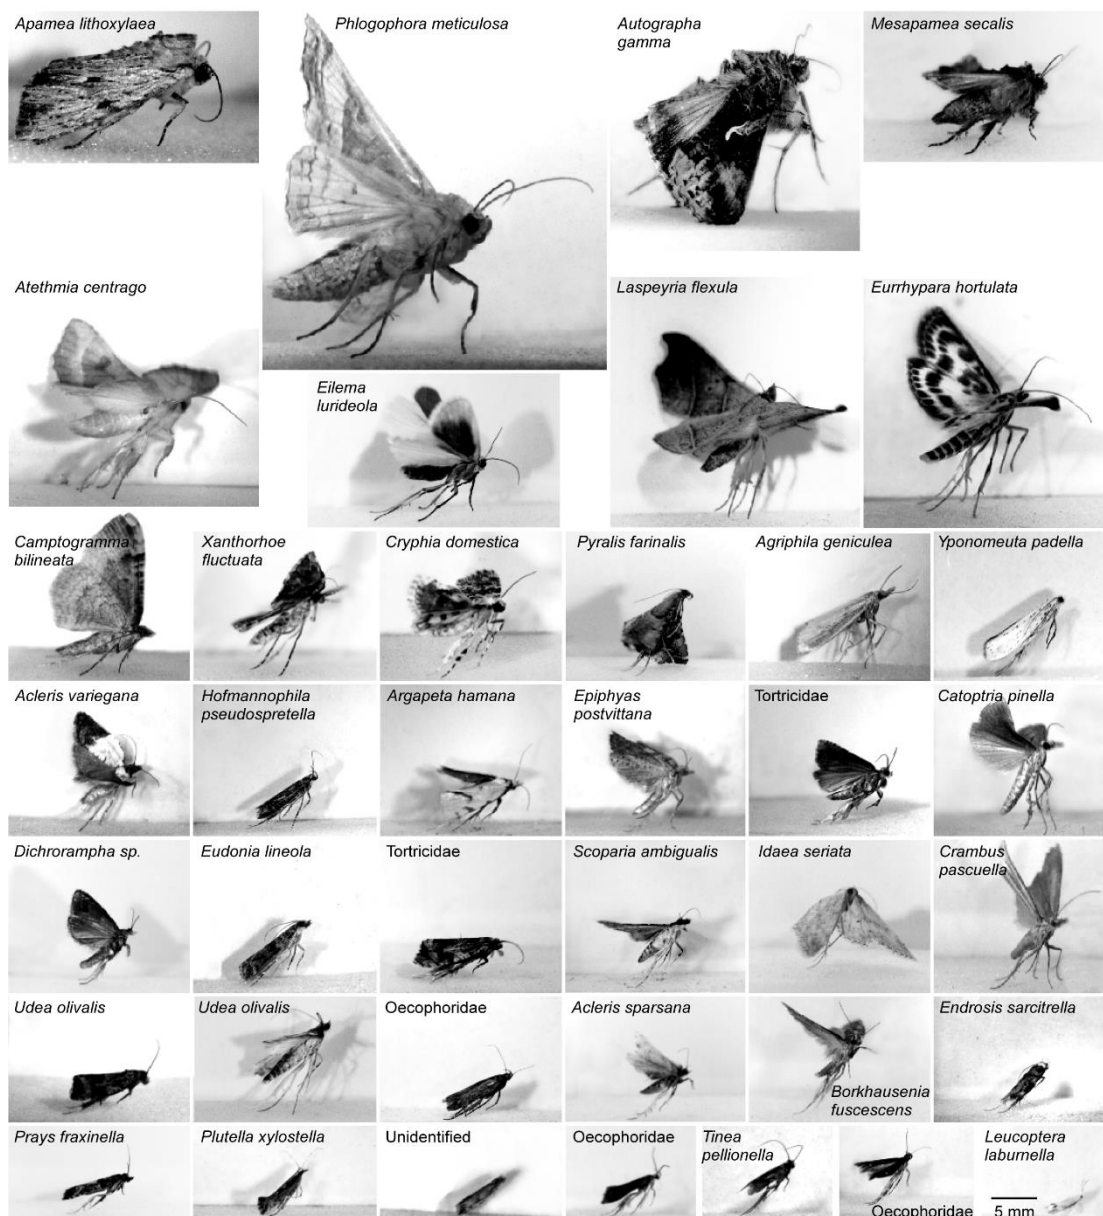 Apamea lithoxylaea
Phlogophora meticulosa
Autographa
gamma
Mesapamea secalis
Atethmia centrago
Laspeyria flexula
Eurrhypara hortulata
Eilema
lurideola
Camptogramma
bilineata
Xanthorhoe
fluctuata
Cryphia domestica
Pyralis farinalis
Agriphila geniculea
Yponomeuta padella
Acleris variegana
Hofmannophila
pseudospretella
Argapeta hamana
Epiphyas
postvittana
Tortricidae
Catoptria pinella
Dichrorampha sp.
Eudonia lineola
Tortricidae
Scoparia ambigualis
Idaea seriata
Crambus
pascuella
Udea olivalis
Udea olivalis
Oecophoridae
Acleris sparsana
Borkhausenia
fuscescens
Endrosis sarcitrella
Prays fraxinella
Plutella xylostella
Unidentified
Oecophoridae
Tinea
pellionella
Oecophoridae
Leucoptera
laburnella
5 mm